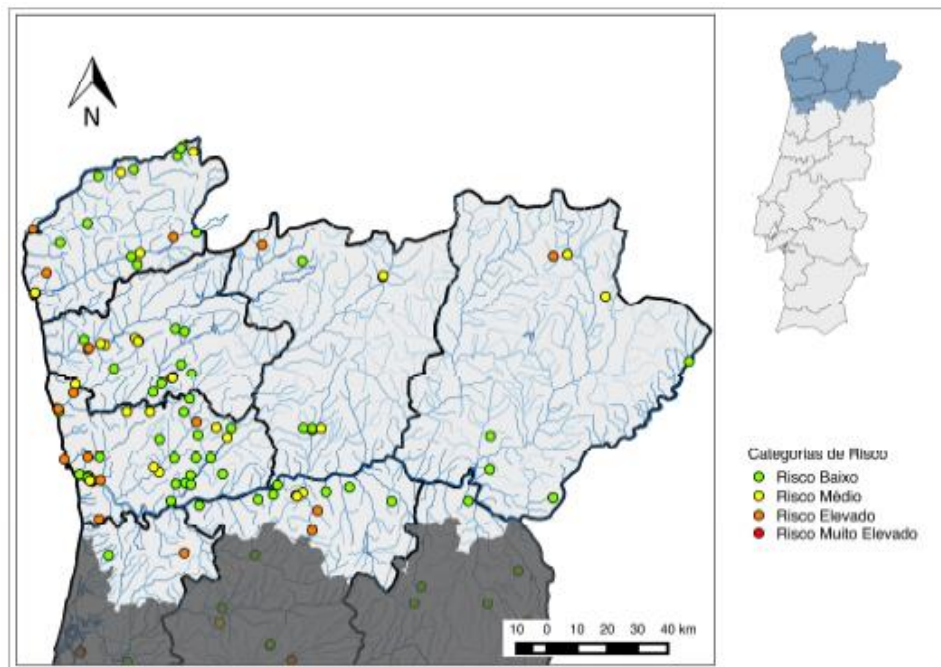 N
Categorias de Risco
Risco Baixo
Risco Médio
Risco Elevado
Risco Muito Elevado
10 0 10 20 30 40 km